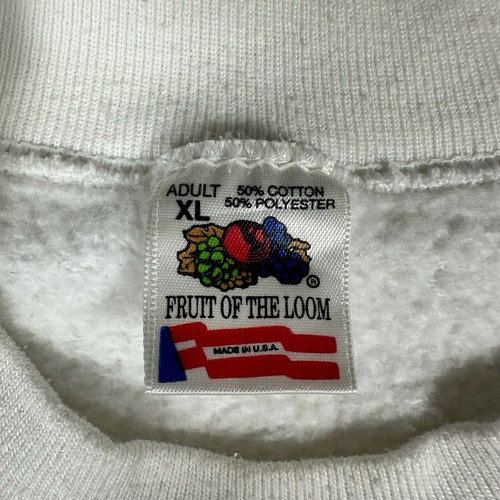 ADULT 50% COTTON
XL 50% POLYESTER
®
FRUIT OF THE LOOM
MADE IN U.S.A.